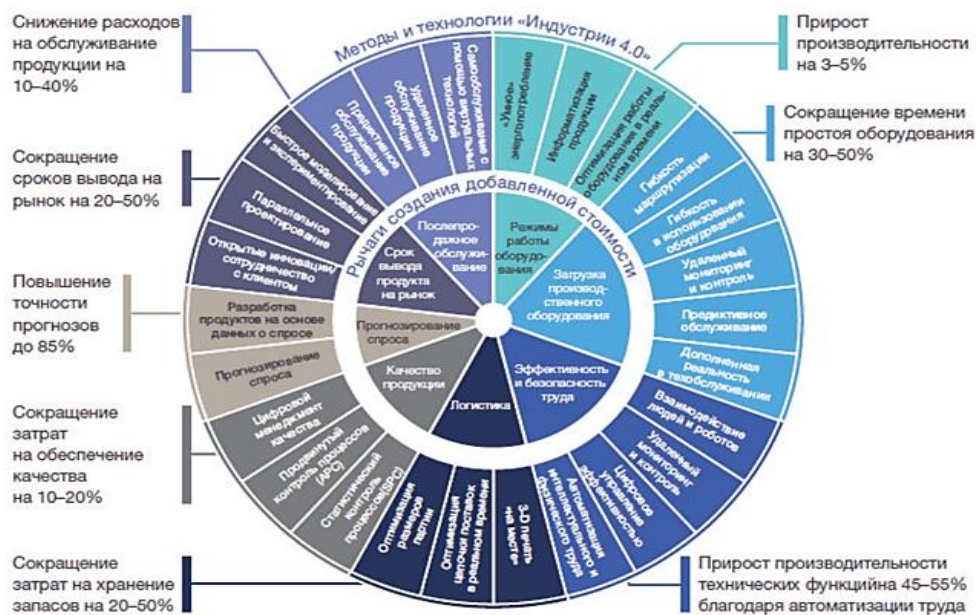 Методы и технологии «Индустрии 4.0»
Рычаги создания добавленной стоимости
Снижение расходов
на обслуживание
продукции на
10–40%
Сокращение
сроков вывода на
рынок на 20–50%
Повышение
точности
прогнозов
до 85%
Сокращение
затрат
на обеспечение
качества
на 10–20%
Сокращение
затрат на хранение
запасов на 20–50%
Прирост
производительности
на 3–5%
Сокращение времени
простоя оборудования
на 30–50%
Прирост производительности
технических функцийна 45–55%
благодаря автоматизации труда
«Умное»
энергопотребление
Информатизация
продукции
Оптимизация работы
оборудования в реаль-
ном времени
Гибкость
маршрутизации
Гибкость
в использовании
оборудования
Удаленный
мониторинг
и контроль
Предиктивное
обслуживание
Дополненная
реальность
в техобслуживании
Взаимодействие
людей и роботов
Удаленный
мониторинг
и контроль
Цифровое
управление
эффективностью
Автоматизация
интеллектуального и
физического труда
3-D печать
«на месте»
Оптимизация
цепочки поставок
в реальном времени
Оптимизация
размеров
партии
Статистический
контроль
процессов(SPC)
Продвинутый
контроль процессов
(APC)
Цифровой
менеджмент
качества
Прогнозирование
спроса
Разработка
продуктов на основе
данных о спросе
Открытые инновации/
сотрудничество
с клиентом
Параллельное
проектирование
Быстрое моделирование
и экспериментирование
Предиктивное
обслуживание
продукции
Удаленное
обслуживание
продукции
Самообслуживание с
помощью виртуальных
технологий
Режимы работы
оборудо-
вания
Загрузка
производ-
ственного
оборудования
Эффективность
и безопасность
труда
Логистика
Качество
продукции
Прогнозирование
спроса
Срок
вывода
продукта
на рынок
Послепро-
дажное
обслужи-
вание